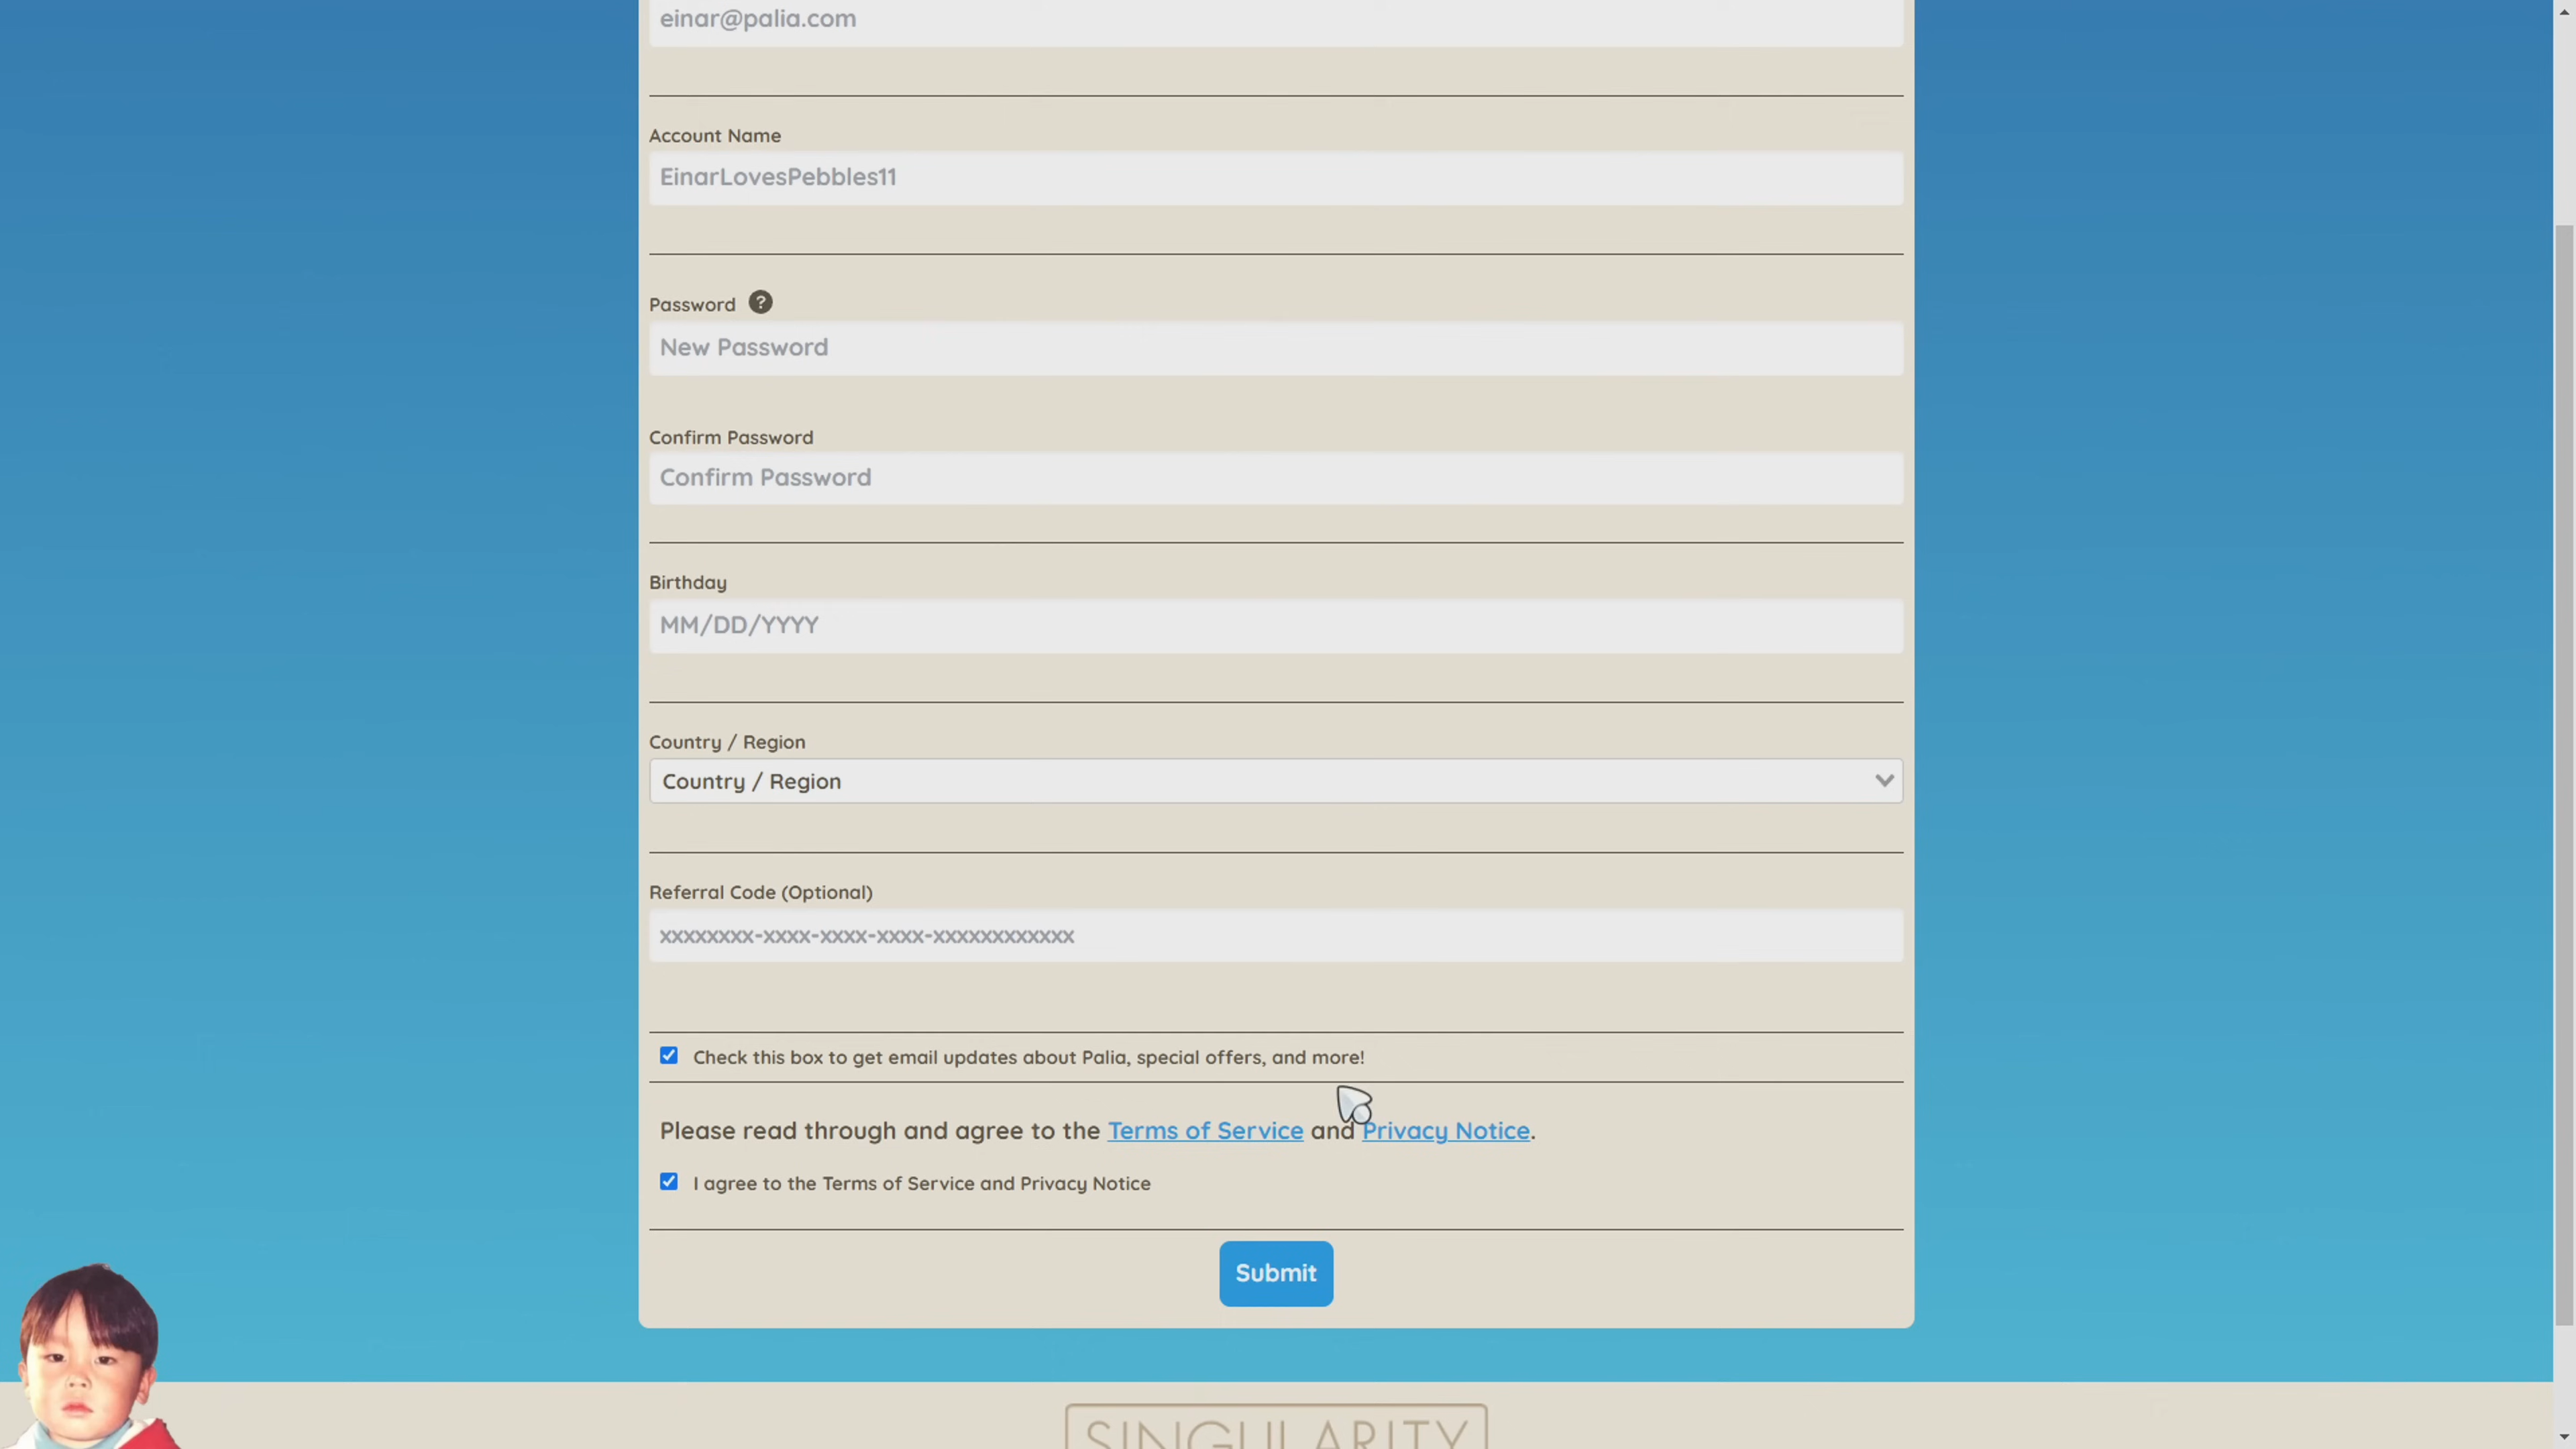 einar@palia.com
Account Name
EinarLovesPebbles11
Password ?
New Password
Confirm Password
Confirm Password
Birthday
MM/DD/YYYY
Country / Region
Country / Region
Referral Code (Optional)
xxxxxxxx-xxxx-xxxx-xxxx-xxxxxxxxxxxx
Check this box to get email updates about Palia, special offers, and more!
Please read through and agree to the Terms of Service and Privacy Notice.
I agree to the Terms of Service and Privacy Notice
Submit
SINGULARITY